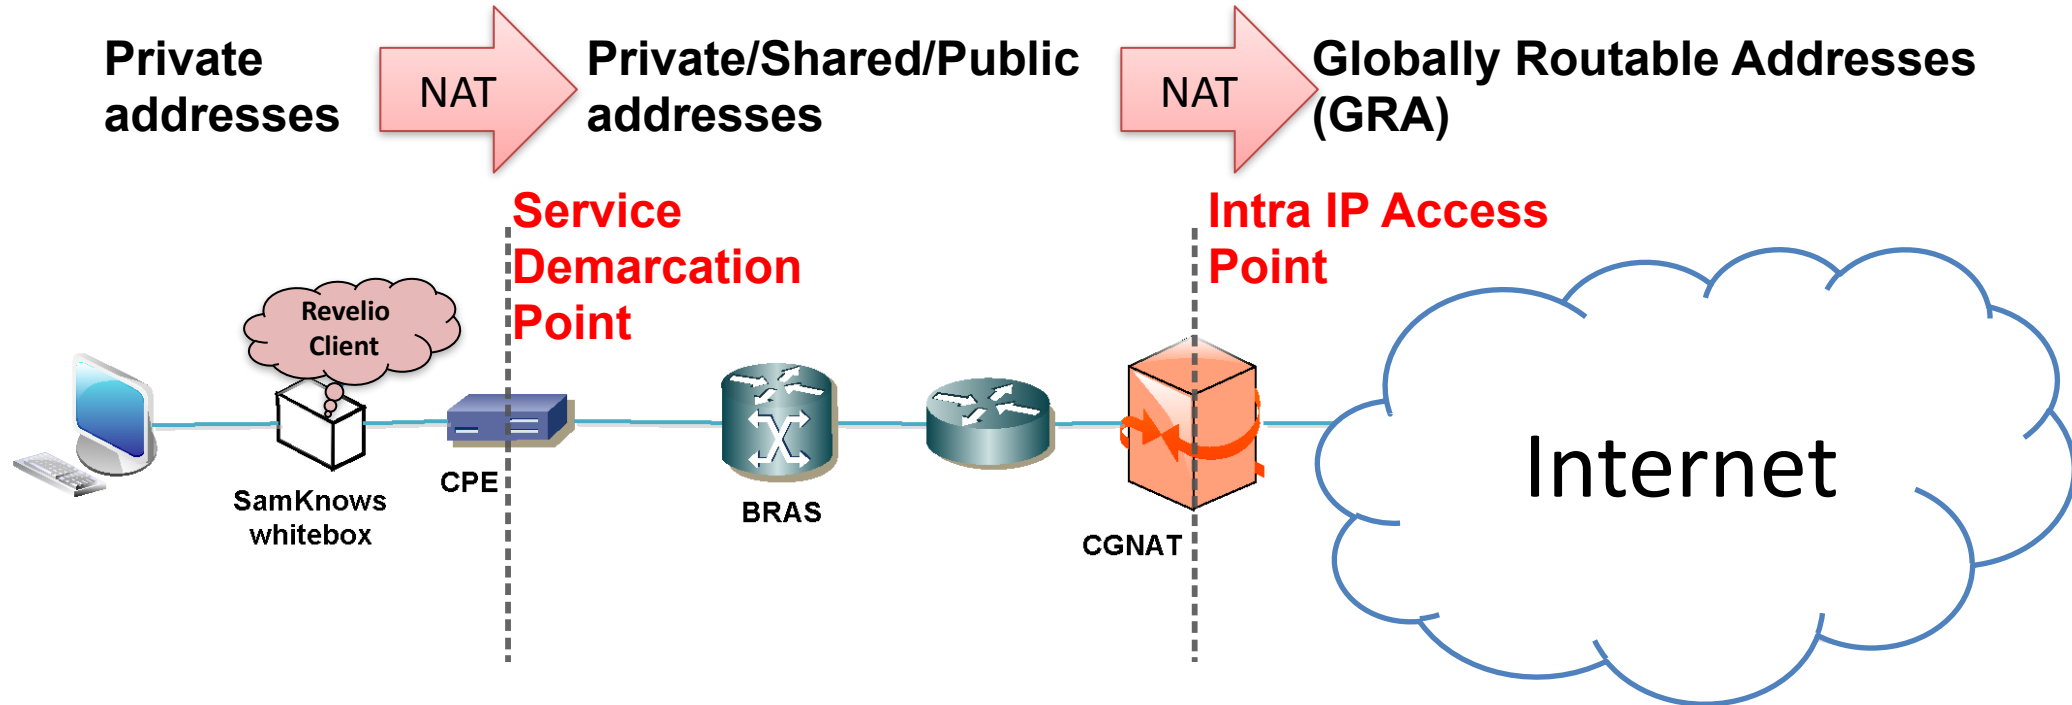 Private
addresses
NAT
Private/Shared/Public
addresses
NAT
Globally Routable Addresses
(GRA)
Service
Demarcation
Point
Intra IP Access
Point
Revelio
Client
SamKnows
whitebox
CPE
BRAS
CGNAT
Internet